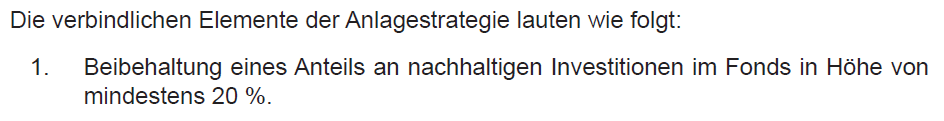 Die verbindlichen Elemente der Anlagestrategie lauten wie folgt:
1. Beibehaltung eines Anteils an nachhaltigen Investitionen im Fonds in Höhe von
mindestens 20 %.